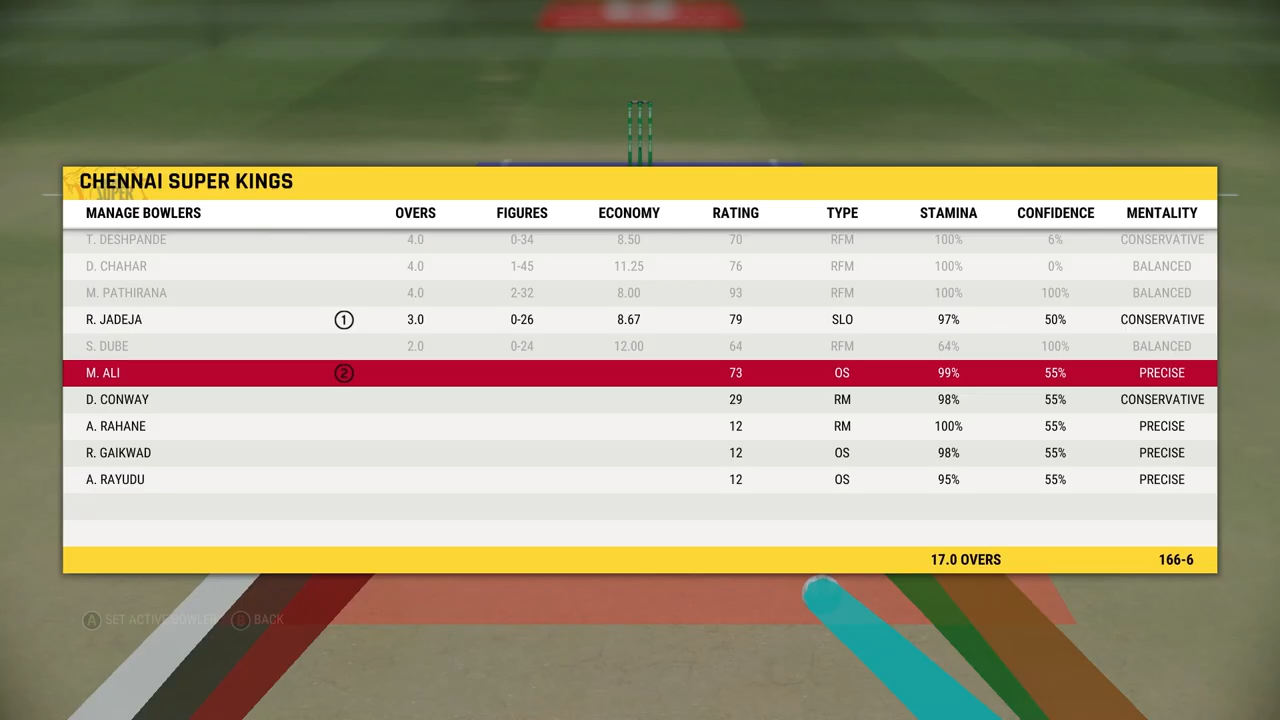 CHENNAI SUPER KINGS
MANAGE BOWLERS OVERS FIGURES ECONOMY RATING TYPE STAMINA CONFIDENCE MENTALITY
T. DESHPANDE 4.0 0-34 8.50 70 RFM 100% 6% CONSERVATIVE
D. CHAHAR 4.0 1-45 11.25 76 RFM 100% 0% BALANCED
M. PATHIRANA 4.0 2-32 8.00 93 RFM 100% 100% BALANCED
R. JADEJA 1 3.0 0-26 8.67 79 SLO 97% 50% CONSERVATIVE
S. DUBE 2.0 0-24 12.00 64 RFM 64% 100% BALANCED
M. ALI 2 73 OS 99% 55% PRECISE
D. CONWAY 29 RM 98% 55% CONSERVATIVE
A. RAHANE 12 RM 100% 55% PRECISE
R. GAIKWAD 12 OS 98% 55% PRECISE
A. RAYUDU 12 OS 95% 55% PRECISE
17.0 OVERS 166-6
A SET ACTIVE BOWLER B BACK